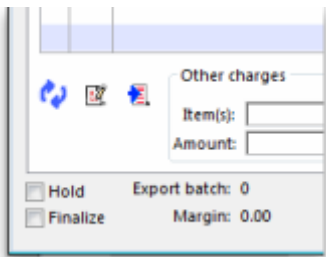 Other charges
Item(s):
Amount:
Hold Export batch: 0
Finalize Margin: 0.00